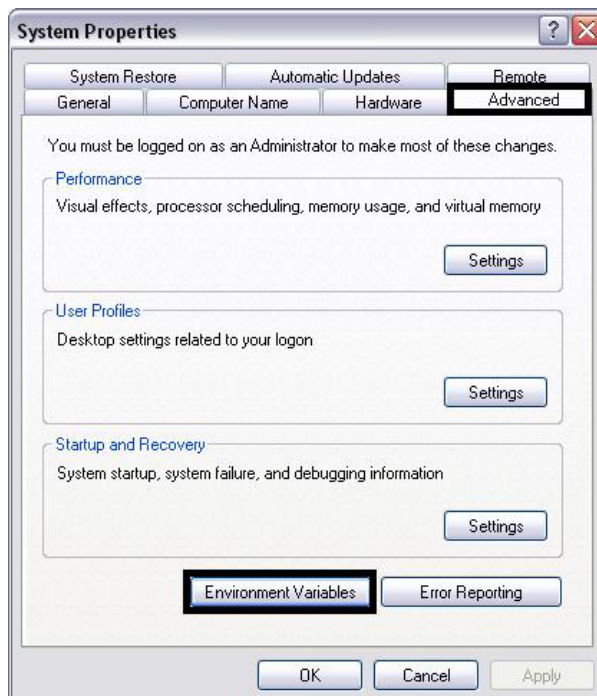 System Properties
System Restore
Automatic Updates
Remote
General
Computer Name
Hardware
Advanced
You must be logged on as an Administrator to make most of these changes.
Performance
Visual effects, processor scheduling, memory usage, and virtual memory
Settings
User Profiles
Desktop settings related to your logon
Settings
Startup and Recovery
System startup, system failure, and debugging information
Settings
Environment Variables
Error Reporting
OK
Cancel
Apply